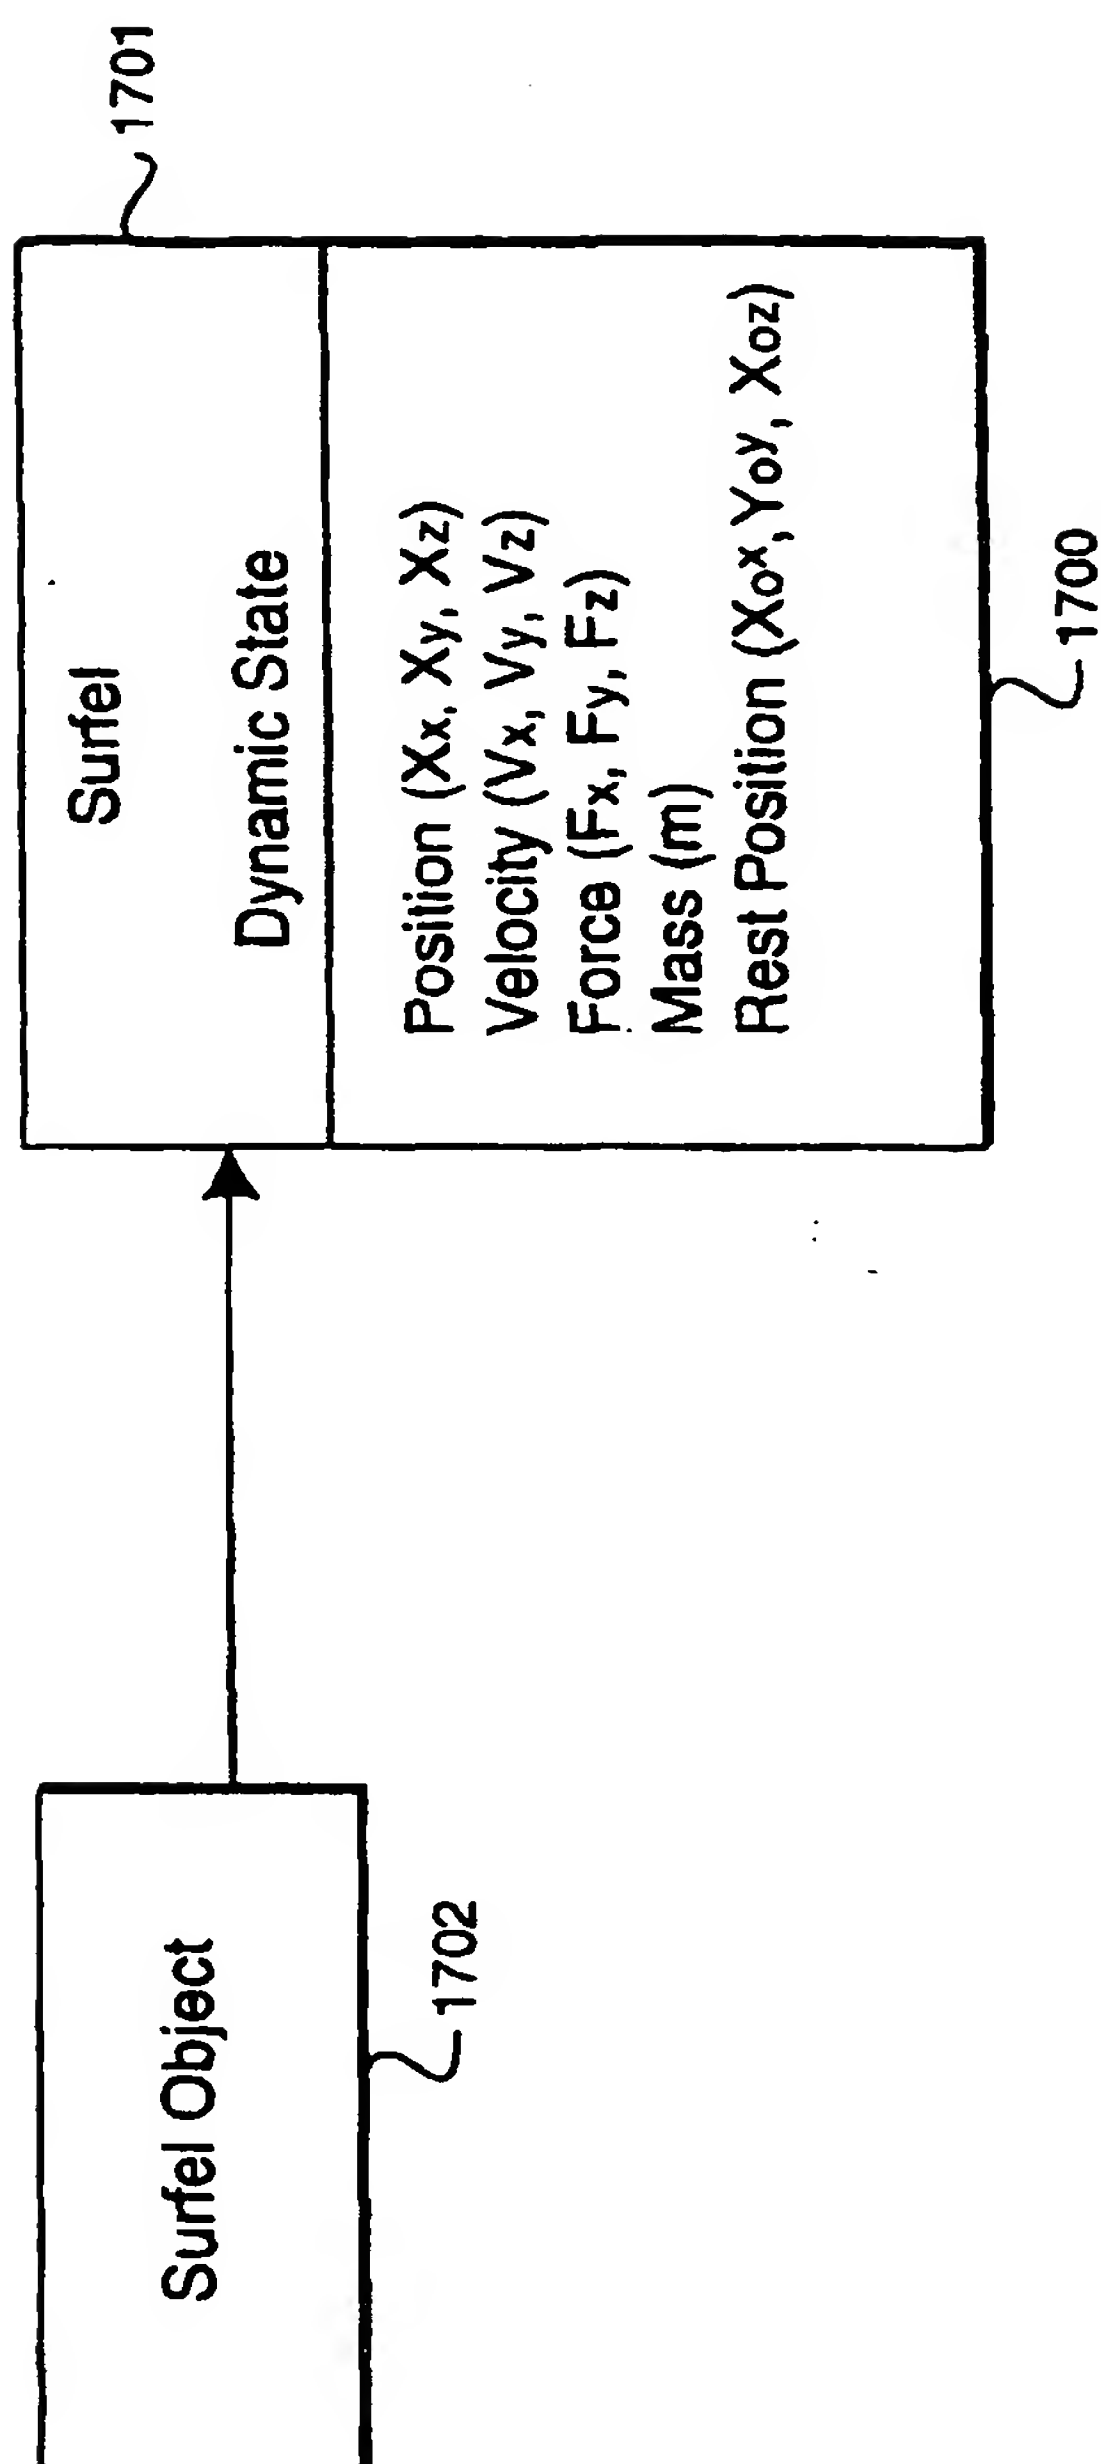 Surfel Object
1702
Surfel
1701
Dynamic State
Position (Xx, Xy, Xz)
Velocity (Vx, Vy, Vz)
Force (Fx, Fy, Fz)
Mass (m)
Rest Position (Xox, Yoy, Xoz)
1700